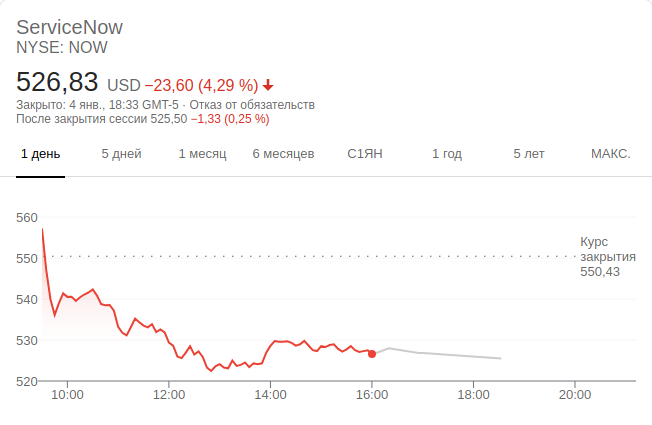 ServiceNow
NYSE: NOW
526,83 USD −23,60 (4,29 %)
Закрыто: 4 янв., 18:33 GMT-5 · Отказ от обязательств
После закрытия сессии 525,50 −1,33 (0,25 %)
1 день 5 дней 1 месяц 6 месяцев С1ЯН 1 год 5 лет МАКС.
560
Курс
550 закрытия
550,43
540
530
520
10:00 12:00 14:00 16:00 18:00 20:00